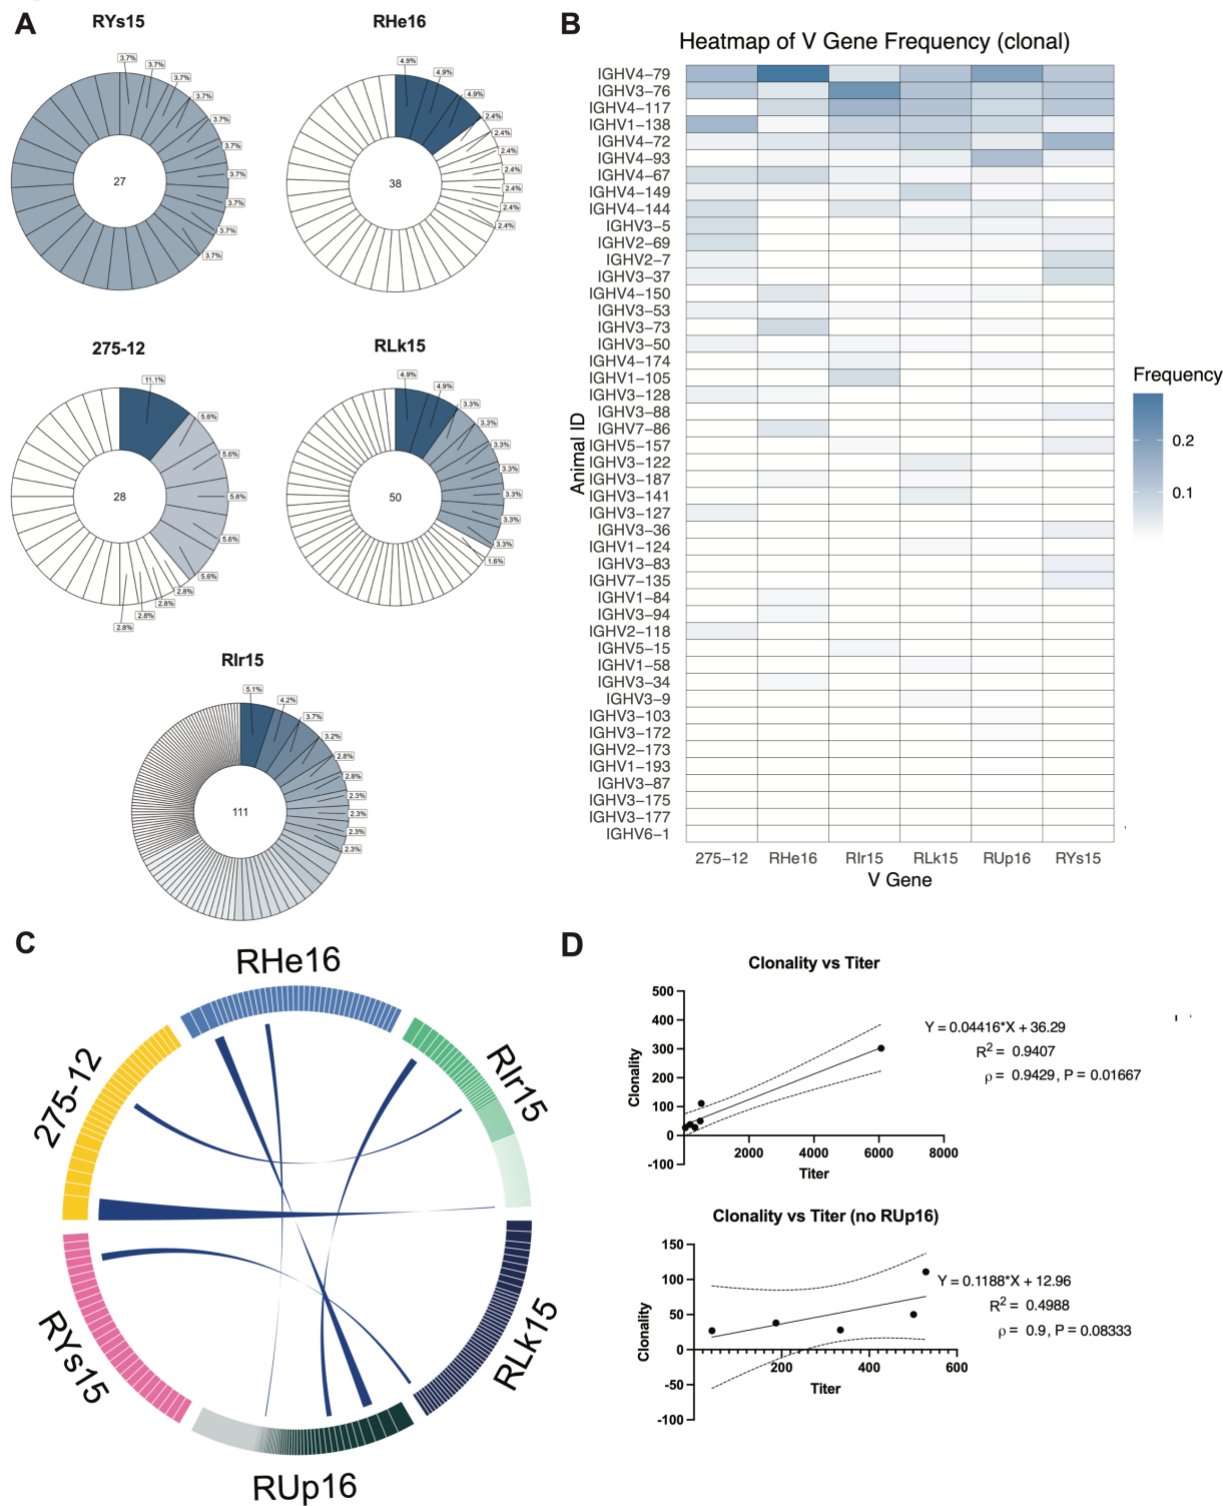 A
RYs15
3.7%
3.7%
3.7%
3.7%
3.7%
3.7%
3.7%
3.7%
3.7%
3.7%
27
RHe16
4.9%
4.9%
4.9%
2.4%
2.4%
2.4%
2.4%
2.4%
2.4%
2.4%
38
275-12
11.1%
5.6%
5.6%
5.6%
5.6%
5.6%
2.8%
2.8%
2.8%
2.8%
28
RLk15
4.9%
4.9%
3.3%
3.3%
3.3%
3.3%
3.3%
3.3%
3.3%
1.6%
50
RIr15
5.1%
4.2%
3.7%
3.2%
2.8%
2.8%
2.3%
2.3%
2.3%
2.3%
111
B
Heatmap of V Gene Frequency (clonal)
IGHV4−79
IGHV3−76
IGHV4−117
IGHV1−138
IGHV4−72
IGHV4−93
IGHV4−67
IGHV4−149
IGHV4−144
IGHV3−5
IGHV2−69
IGHV2−7
IGHV3−37
IGHV4−150
IGHV3−53
IGHV3−73
IGHV3−50
IGHV4−174
IGHV1−105
IGHV3−128
IGHV3−88
IGHV7−86
IGHV5−157
IGHV3−122
IGHV3−187
IGHV3−141
IGHV3−127
IGHV3−36
IGHV1−124
IGHV3−83
IGHV7−135
IGHV1−84
IGHV3−94
IGHV2−118
IGHV5−15
IGHV1−58
IGHV3−34
IGHV3−9
IGHV3−103
IGHV3−172
IGHV2−173
IGHV1−193
IGHV3−87
IGHV3−175
IGHV3−177
IGHV6−1
Animal ID
275−12 RHe16 RIr15 RLk15 RUp16 RYs15
V Gene
Frequency
0.2
0.1
C
RHe16
RIr15
RLk15
RUp16
RYs15
275-12
D
Clonality vs Titer
500
400
300
200
100
0
-100
Clonality
2000 4000 6000 8000
Titer
Y = 0.04416*X + 36.29
R2 = 0.9407
ρ = 0.9429, P = 0.01667
Clonality vs Titer (no RUp16)
150
100
50
0
-50
-100
Clonality
200 400 600
Titer
Y = 0.1188*X + 12.96
R2 = 0.4988
ρ = 0.9, P = 0.08333